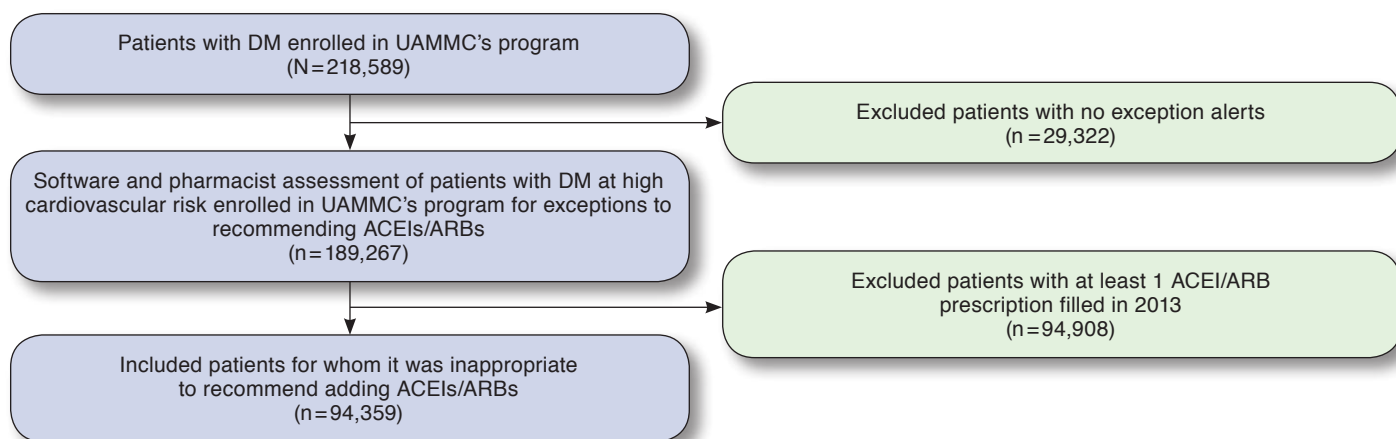 Patients with DM enrolled in UAMMC’s program
(N=218,589)
Excluded patients with no exception alerts
(n=29,322)
Software and pharmacist assessment of patients with DM at high
cardiovascular risk enrolled in UAMMC’s program for exceptions to
recommending ACEIs/ARBs
(n=189,267)
Excluded patients with at least 1 ACEI/ARB
prescription filled in 2013
(n=94,908)
Included patients for whom it was inappropriate
to recommend adding ACEIs/ARBs
(n=94,359)